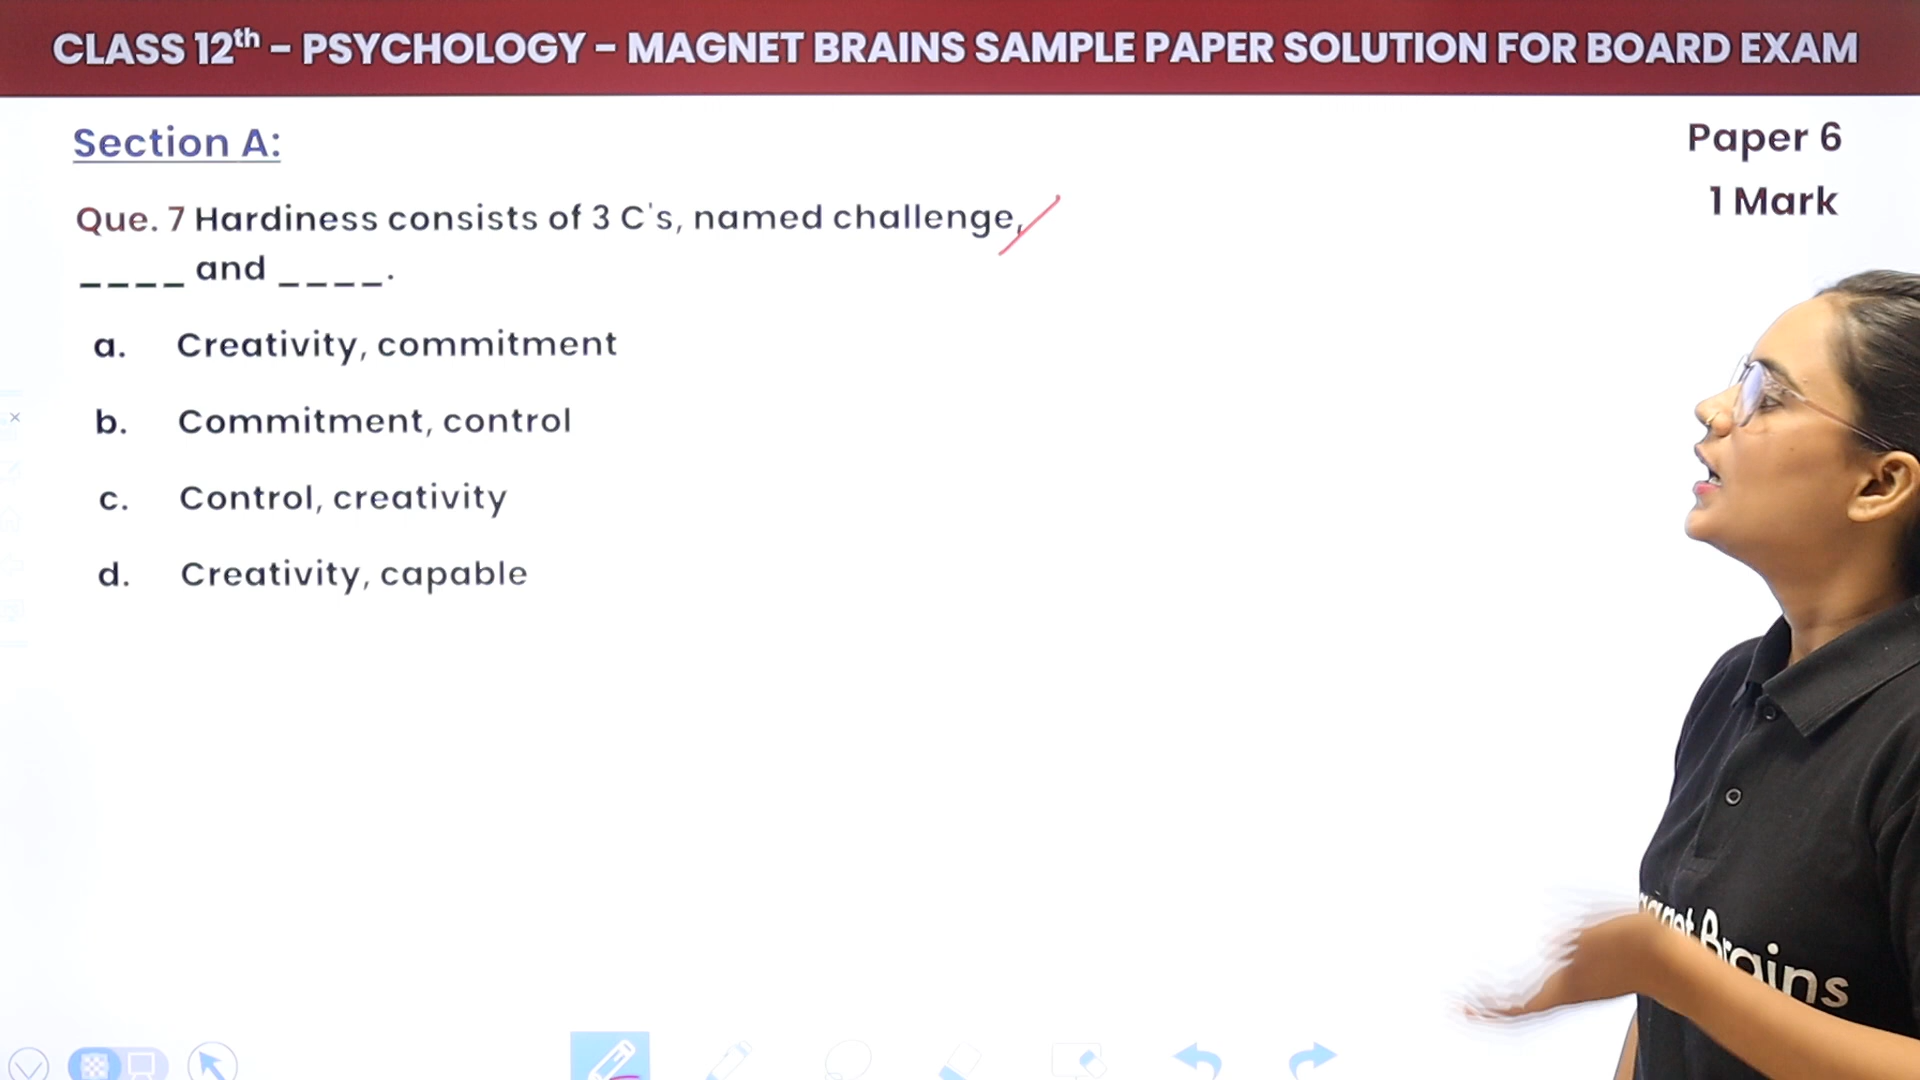 CLASS 12th – PSYCHOLOGY – MAGNET BRAINS SAMPLE PAPER SOLUTION FOR BOARD EXAM
Section A:
Paper 6
1 Mark
Que. 7 Hardiness consists of 3 C's, named challenge,
____ and ____.
a. Creativity, commitment
b. Commitment, control
c. Control, creativity
d. Creativity, capable
Brains